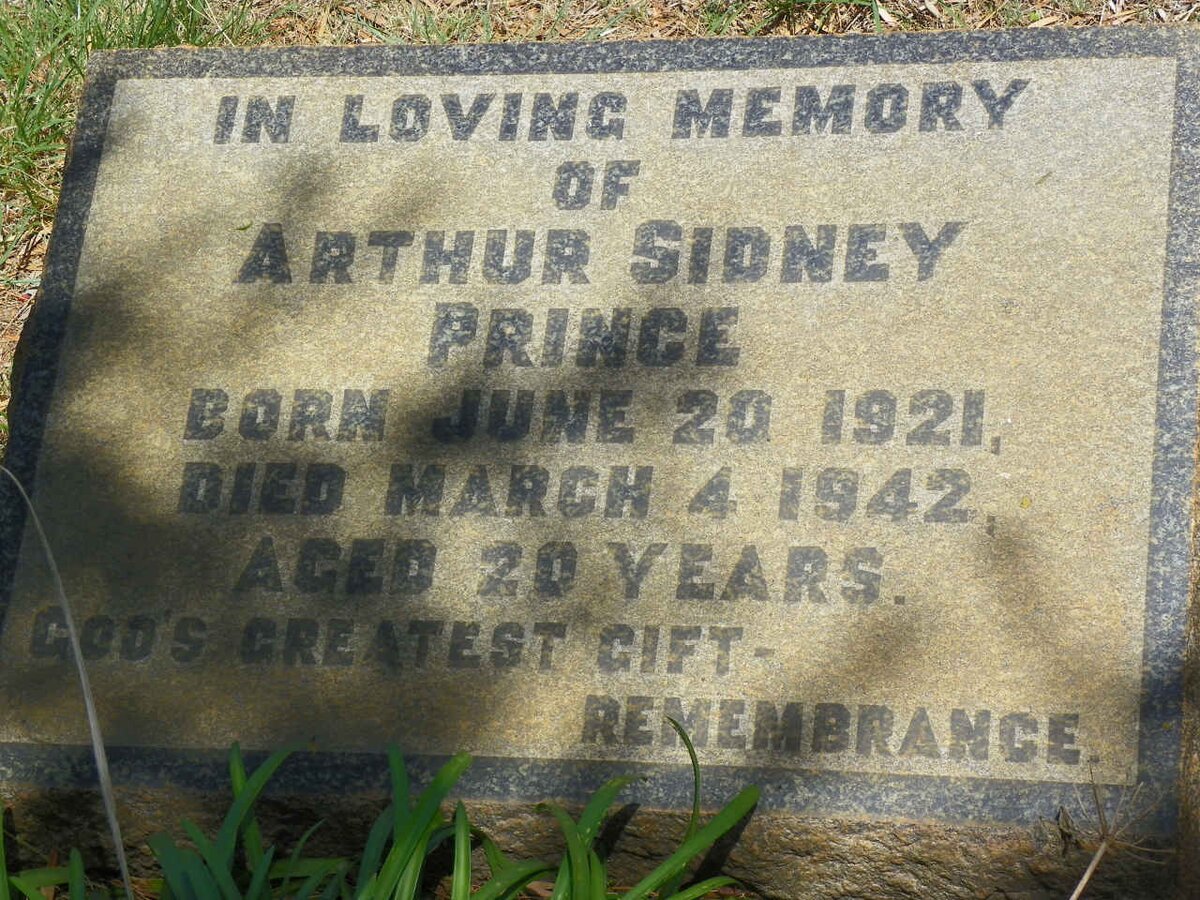 IN LOVING MEMORY
OF
ARTHUR SIDNEY
PRINCE
BORN JUNE 20 1921,
DIED MARCH 4 1942,
AGED 20 YEARS.
GOD'S GREATEST GIFT-
REMEMBRANCE.